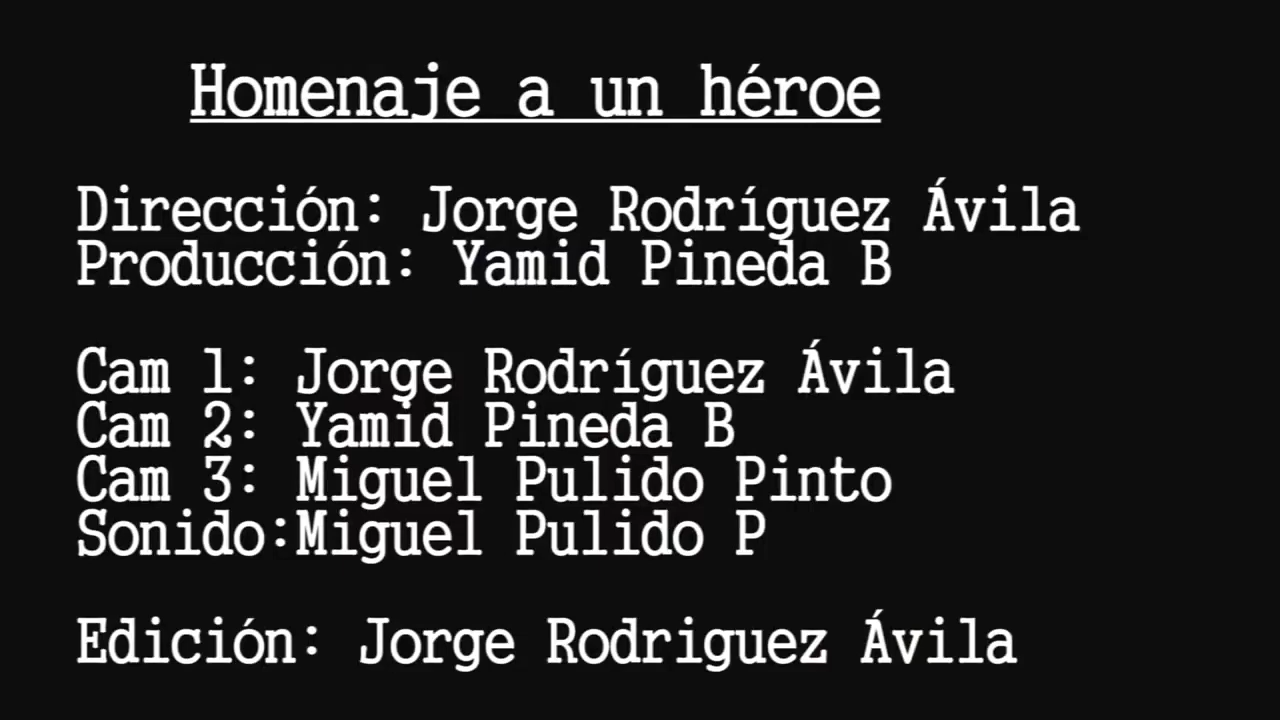 Homenaje a un héroe
Dirección: Jorge Rodríguez Ávila
Producción: Yamid Pineda B
Cam 1: Jorge Rodríguez Ávila
Cam 2: Yamid Pineda B
Cam 3: Miguel Pulido Pinto
Sonido:Miguel Pulido P
Edición: Jorge Rodriguez Ávila